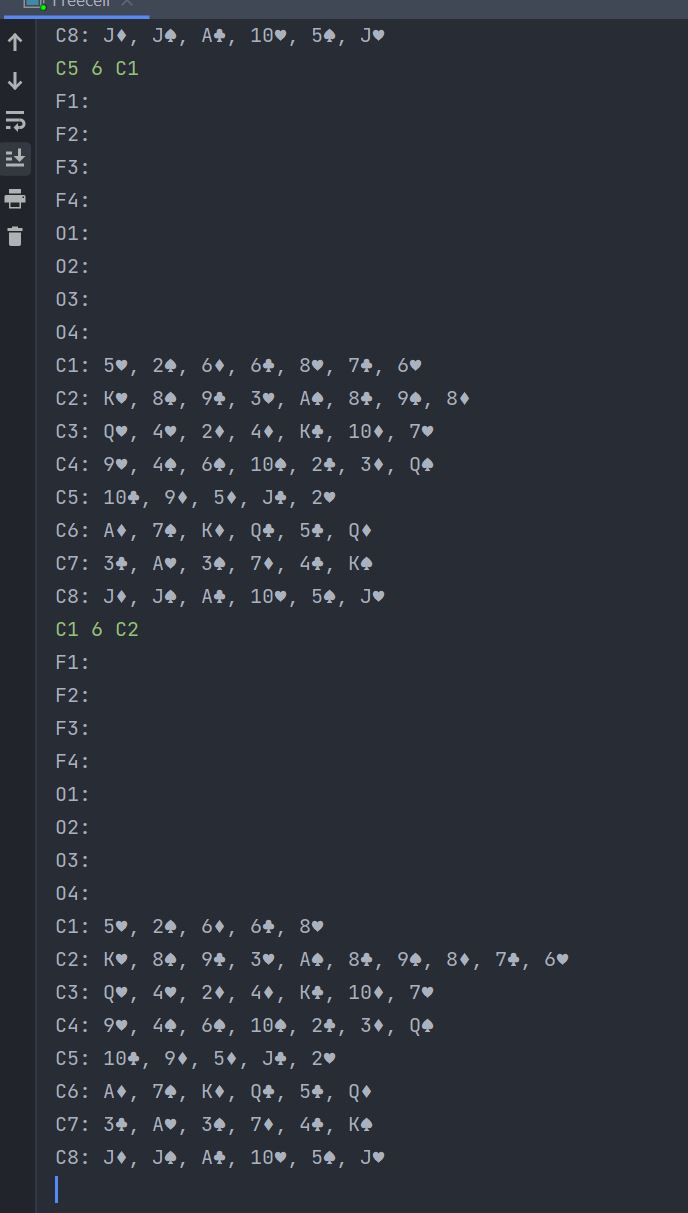 Freecell
C8: J♦, J♠, A♣, 10♥, 5♠, J♥
C5 6 C1
F1:
F2:
F3:
F4:
O1:
O2:
O3:
O4:
C1: 5♥, 2♠, 6♦, 6♣, 8♥, 7♣, 6♥
C2: K♥, 8♠, 9♣, 3♥, A♠, 8♣, 9♠, 8♦
C3: Q♥, 4♥, 2♦, 4♦, K♣, 10♦, 7♥
C4: 9♥, 4♠, 6♠, 10♠, 2♣, 3♦, Q♠
C5: 10♣, 9♦, 5♦, J♣, 2♥
C6: A♦, 7♠, K♦, Q♣, 5♣, Q♦
C7: 3♣, A♥, 3♠, 7♦, 4♣, K♠
C8: J♦, J♠, A♣, 10♥, 5♠, J♥
C1 6 C2
F1:
F2:
F3:
F4:
O1:
O2:
O3:
O4:
C1: 5♥, 2♠, 6♦, 6♣, 8♥
C2: K♥, 8♠, 9♣, 3♥, A♠, 8♣, 9♠, 8♦, 7♣, 6♥
C3: Q♥, 4♥, 2♦, 4♦, K♣, 10♦, 7♥
C4: 9♥, 4♠, 6♠, 10♠, 2♣, 3♦, Q♠
C5: 10♣, 9♦, 5♦, J♣, 2♥
C6: A♦, 7♠, K♦, Q♣, 5♣, Q♦
C7: 3♣, A♥, 3♠, 7♦, 4♣, K♠
C8: J♦, J♠, A♣, 10♥, 5♠, J♥